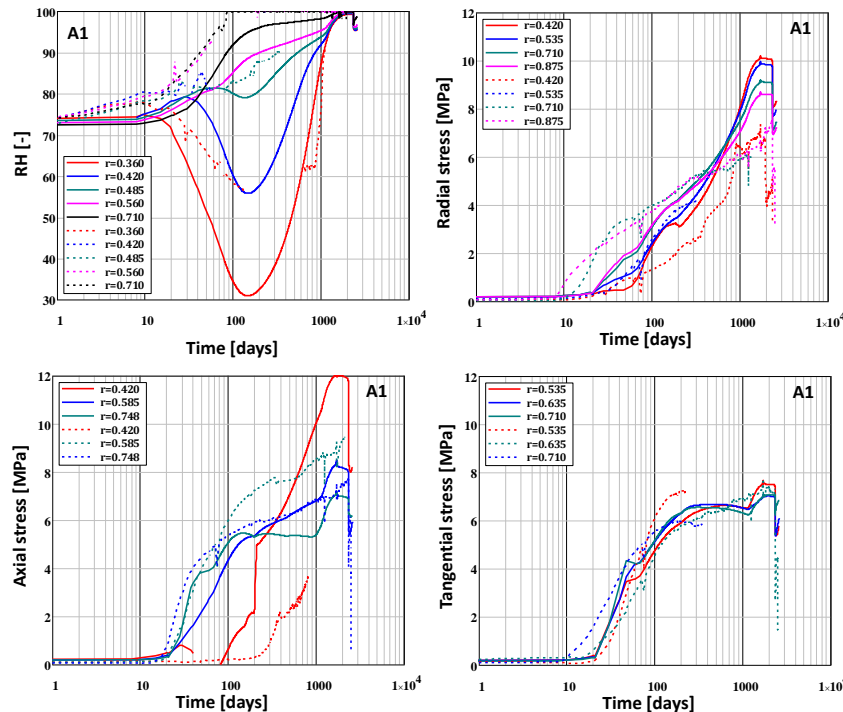 A1
RH [-]
100
90
80
70
60
50
40
30
r=0.360
r=0.420
r=0.485
r=0.560
r=0.710
r=0.360
r=0.420
r=0.485
r=0.560
r=0.710
1 10 100 1000 1×10⁴
Time [days]
A1
Radial stress [MPa]
12
10
8
6
4
2
0
r=0.420
r=0.535
r=0.710
r=0.875
r=0.420
r=0.535
r=0.710
r=0.875
1 10 100 1000 1×10⁴
Time [days]
A1
Axial stress [MPa]
12
10
8
6
4
2
0
r=0.420
r=0.585
r=0.748
r=0.420
r=0.585
r=0.748
1 10 100 1000 1×10⁴
Time [days]
A1
Tangential stress [MPa]
12
10
8
6
4
2
0
r=0.535
r=0.635
r=0.710
r=0.535
r=0.635
r=0.710
1 10 100 1000 1×10⁴
Time [days]